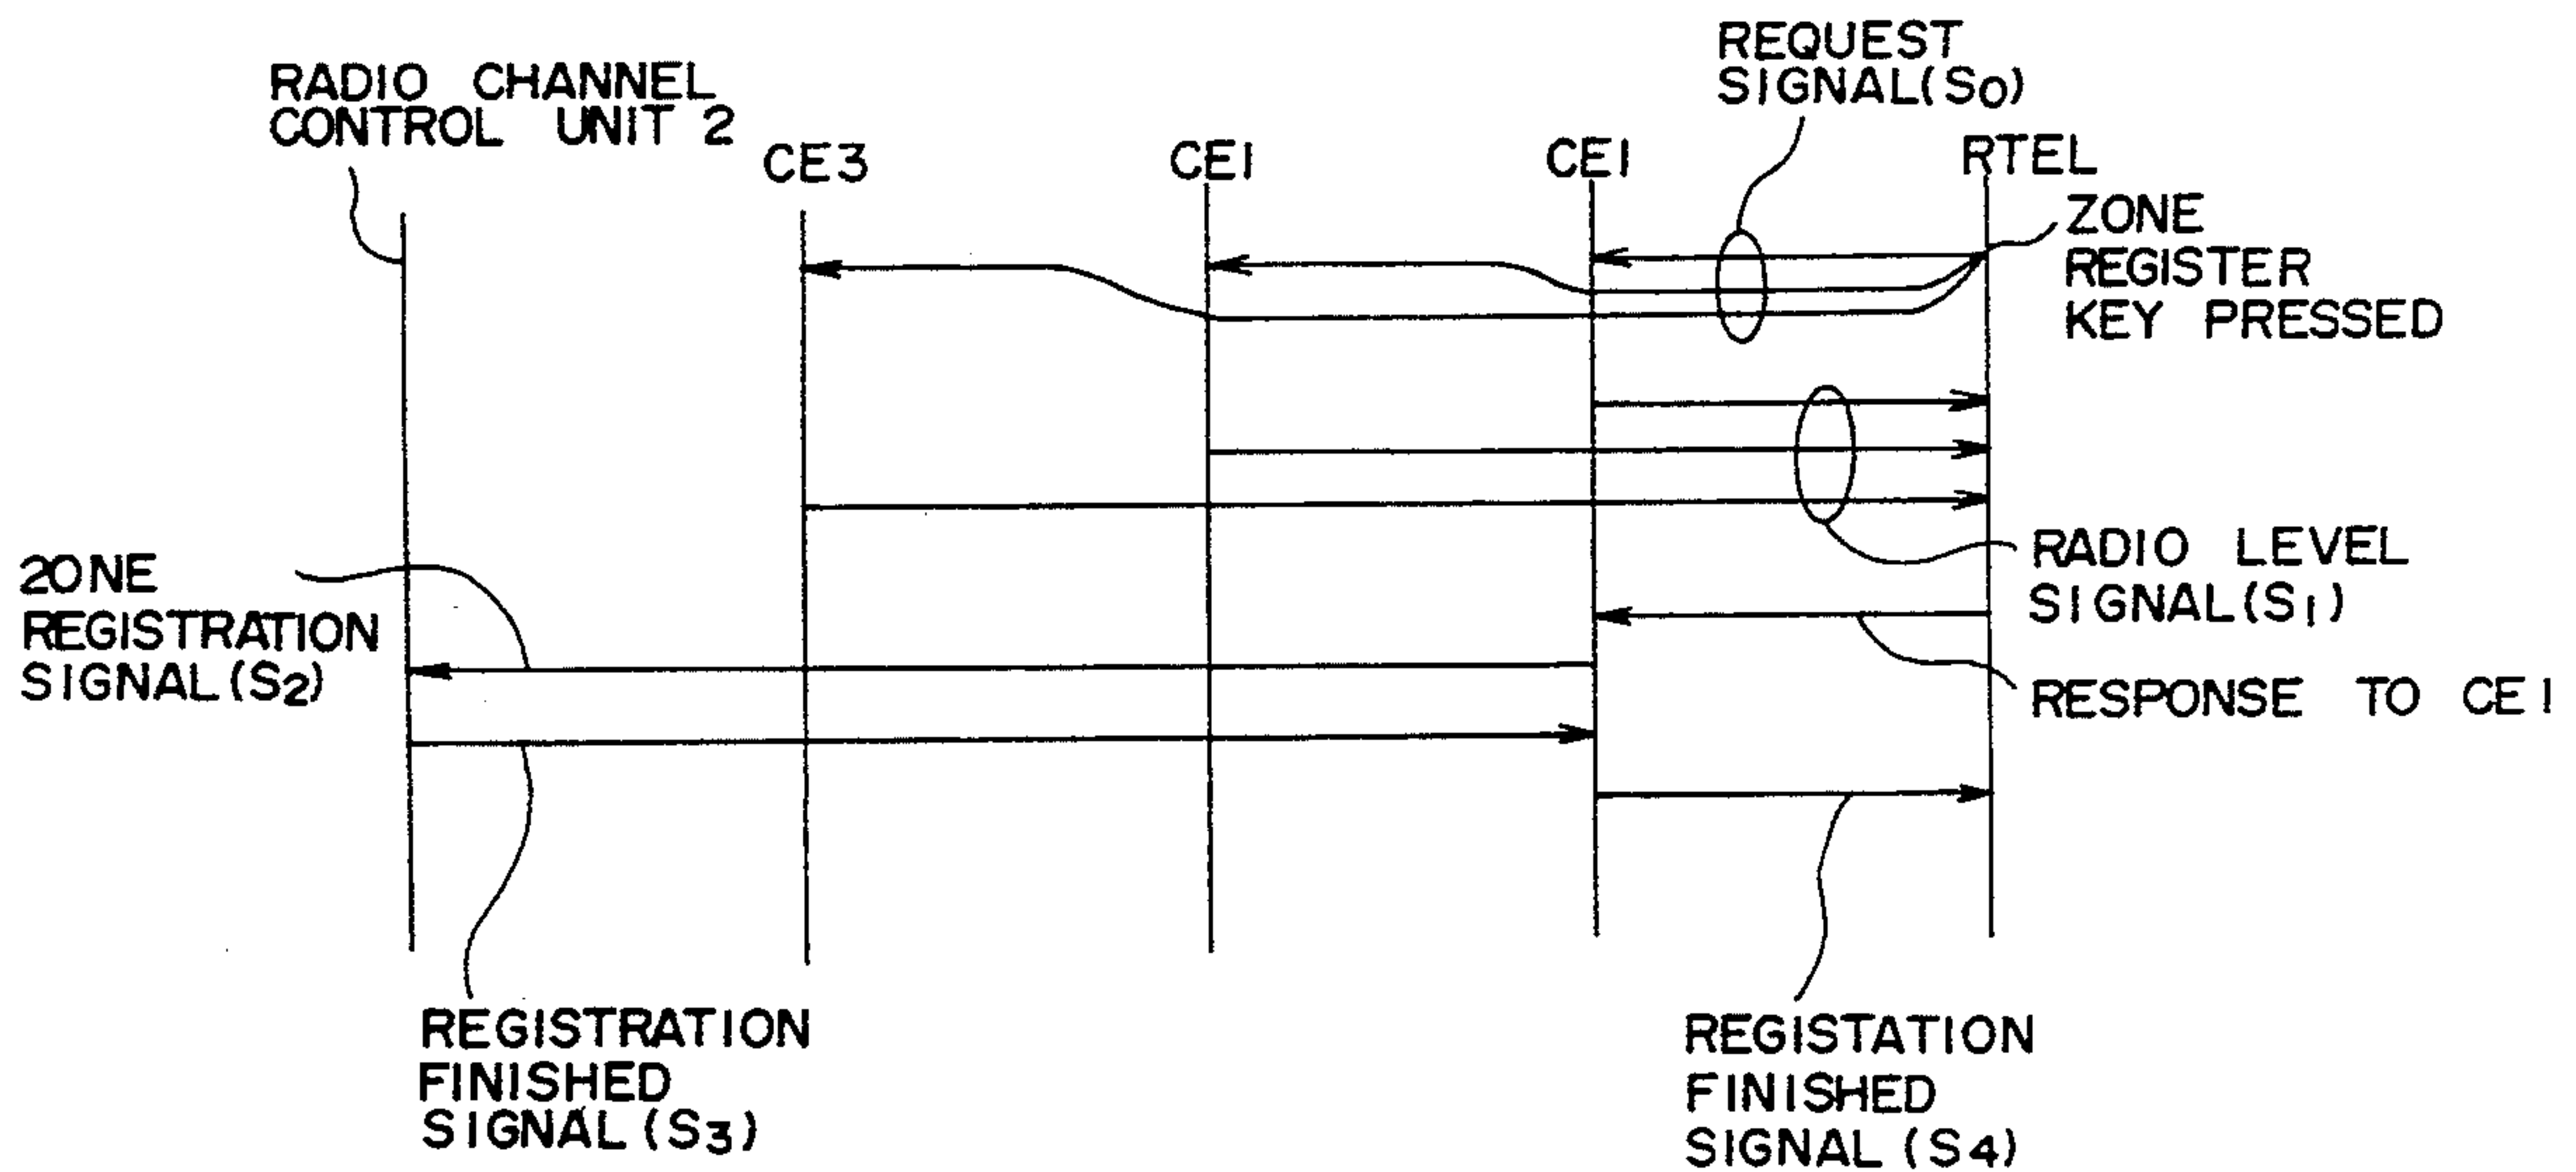 REQUEST
SIGNAL(S0)
RADIO CHANNEL
CONTROL UNIT 2
CE3
CE1
CE1
RTEL
ZONE
REGISTER
KEY PRESSED
RADIO LEVEL
SIGNAL(S1)
2ONE
REGISTRATION
SIGNAL(S2)
RESPONSE TO CE1
REGISTRATION
FINISHED
SIGNAL(S3)
REGISTATION
FINISHED
SIGNAL(S4)